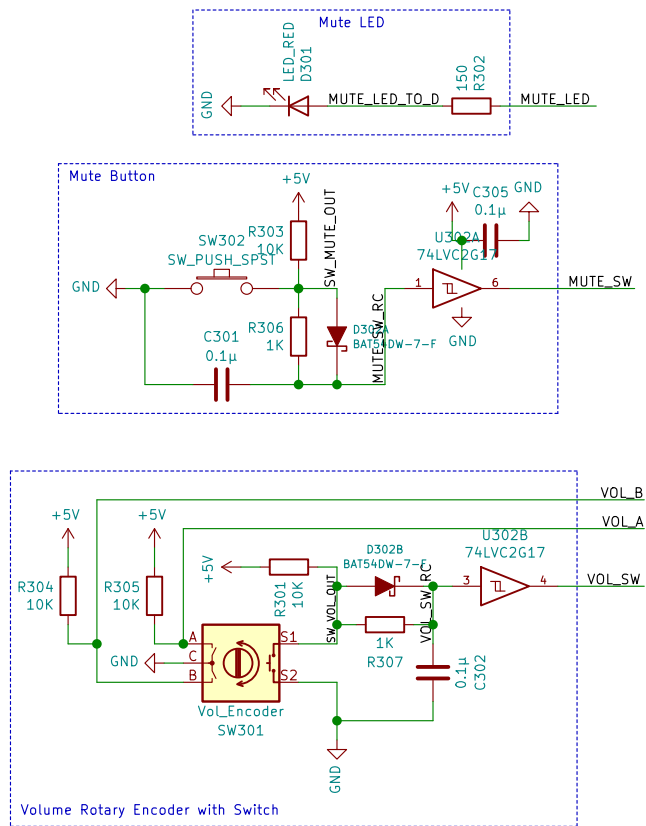 Mute LED
LED_RED
D301
GND
MUTE_LED_TO_D
150
R302
MUTE_LED
Mute Button
+5V
SW_MUTE_OUT
R303
10K
SW302
SW_PUSH_SPST
GND
R306
1K
C301
0.1µ
D302A
BAT54DW-7-F
MUTE_SW_RC
+5V
C305
0.1µ
GND
U302A
74LVC2G17
1
6
GND
MUTE_SW
VOL_B
VOL_A
+5V
+5V
R304
10K
R305
10K
+5V
R301
10K
SW_VOL_OUT
D302B
BAT54DW-7-F
VOL_SW_RC
U302B
74LVC2G17
3
4
VOL_SW
1K
R307
0.1µ
C302
A
C
B
S1
S2
GND
Vol_Encoder
SW301
GND
Volume Rotary Encoder with Switch